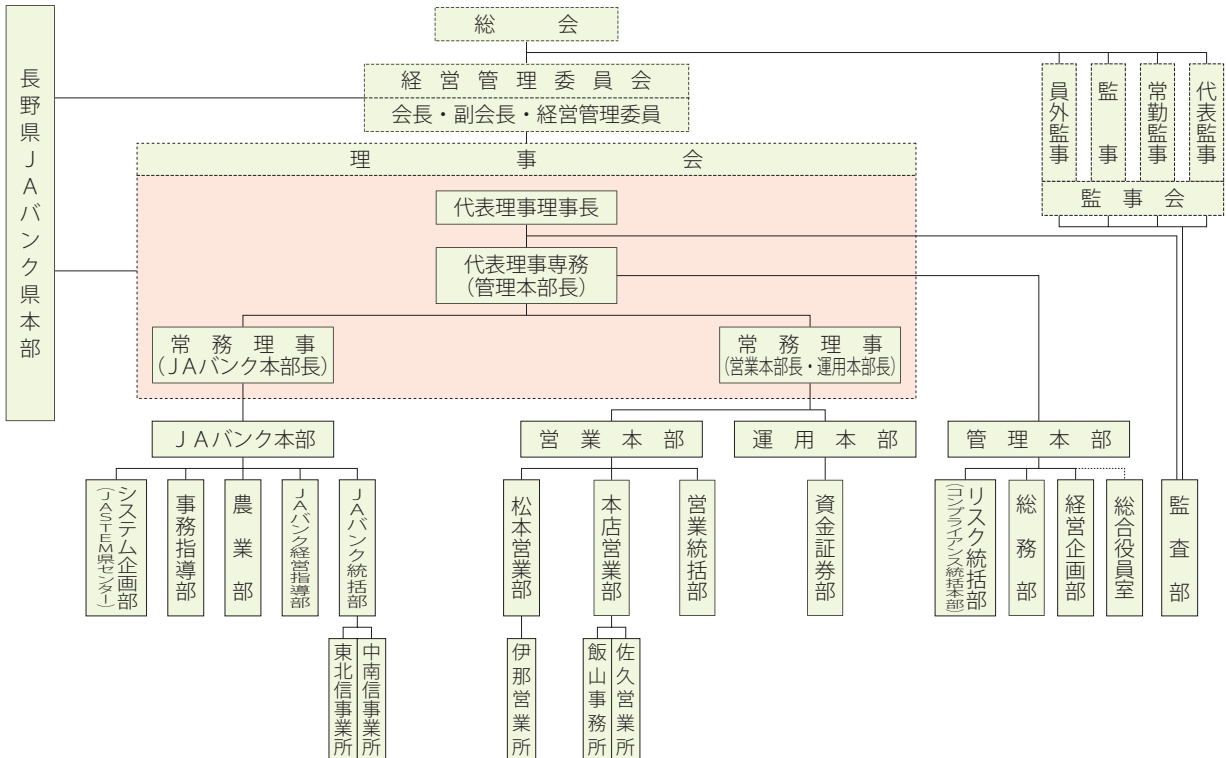 総会
長野県JAバンク県本部
経営管理委員会
会長・副会長・経営管理委員
員外監事
監事
常勤監事
代表監事
監事会
理事会
代表理事理事長
代表理事専務
(管理本部長)
常務理事
(JAバンク本部長)
常務理事
(営業本部長・運用本部長)
JAバンク本部
営業本部
運用本部
管理本部
システム企画部
(JASTEM県センター)
事務指導部
農業部
JAバンク経営指導部
JAバンク統括部
松本営業部
本店営業部
営業統括部
資金証券部
リスク統括部
(コンプライアンス統括本部)
総務部
経営企画部
総合役員室
監査部
東北信事業所
中南信事業所
伊那営業所
飯山事務所
佐久営業所